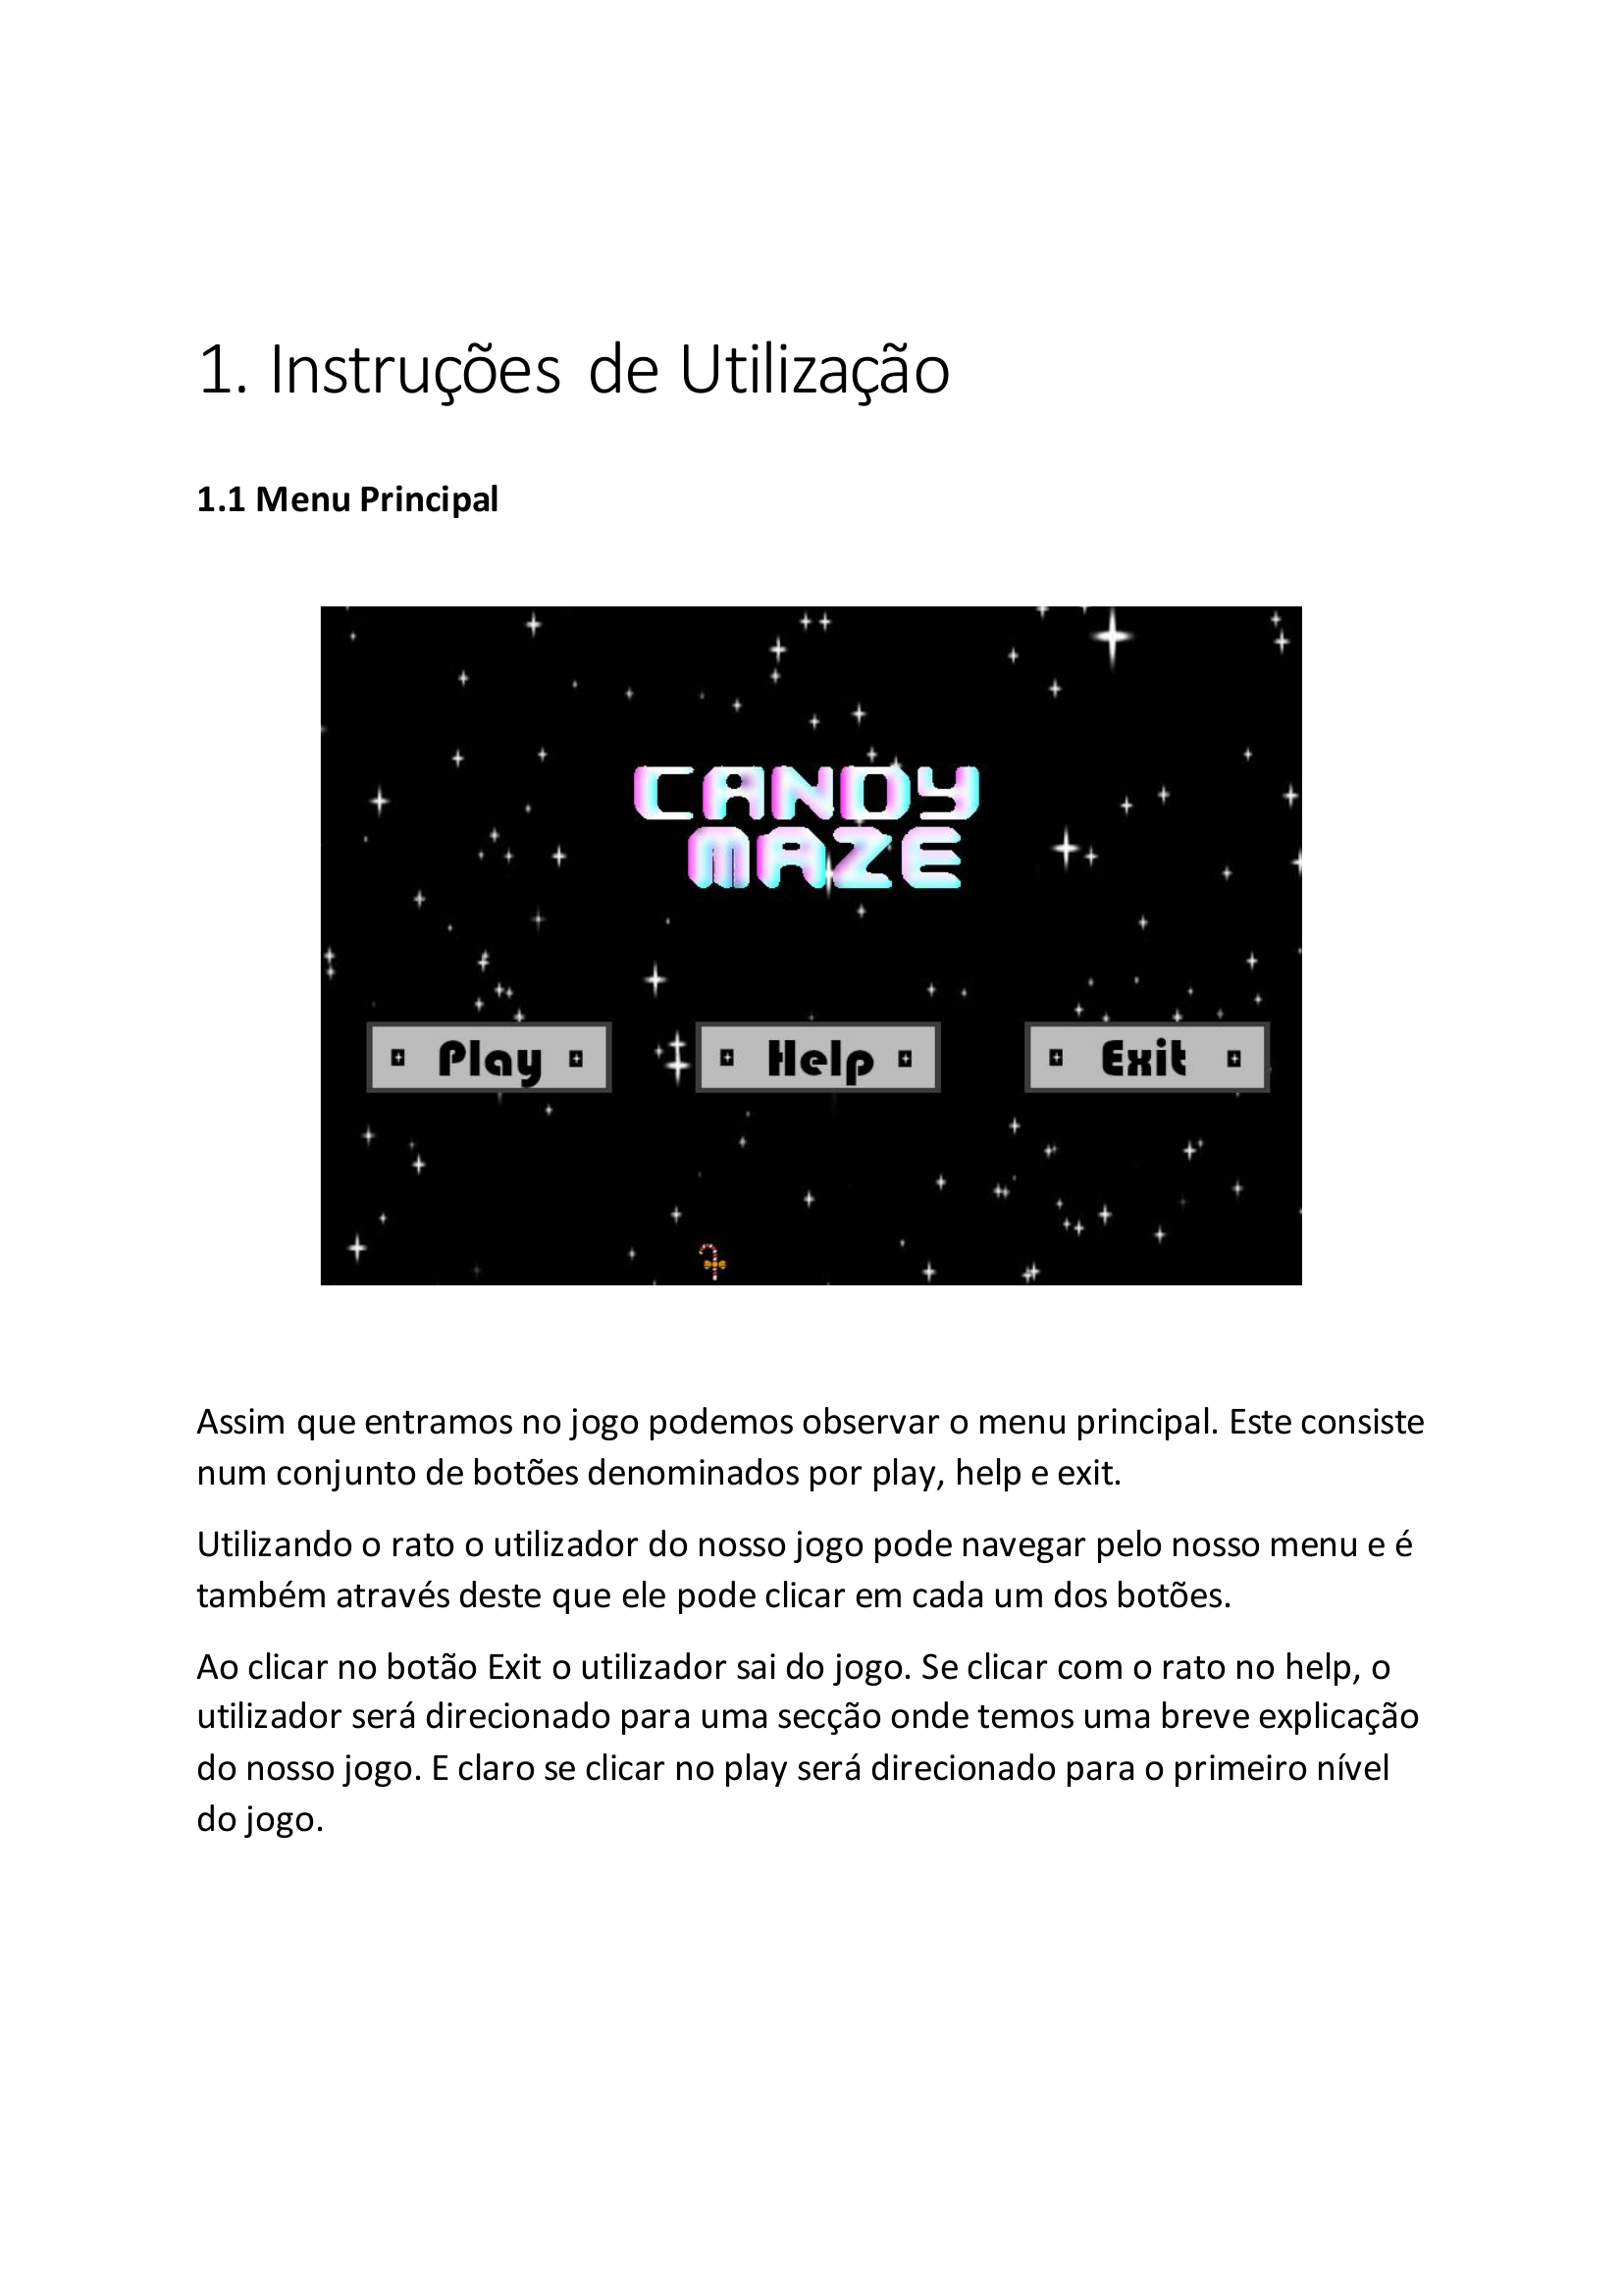 1. Instruções de Utilização
1.1 Menu Principal
CANDY
MAZE
Play Help Exit
Assim que entramos no jogo podemos observar o menu principal. Este consiste
num conjunto de botões denominados por play, help e exit.
Utilizando o rato o utilizador do nosso jogo pode navegar pelo nosso menu e é
também através deste que ele pode clicar em cada um dos botões.
Ao clicar no botão Exit o utilizador sai do jogo. Se clicar com o rato no help, o
utilizador será direcionado para uma secção onde temos uma breve explicação
do nosso jogo. E claro se clicar no play será direcionado para o primeiro nível
do jogo.